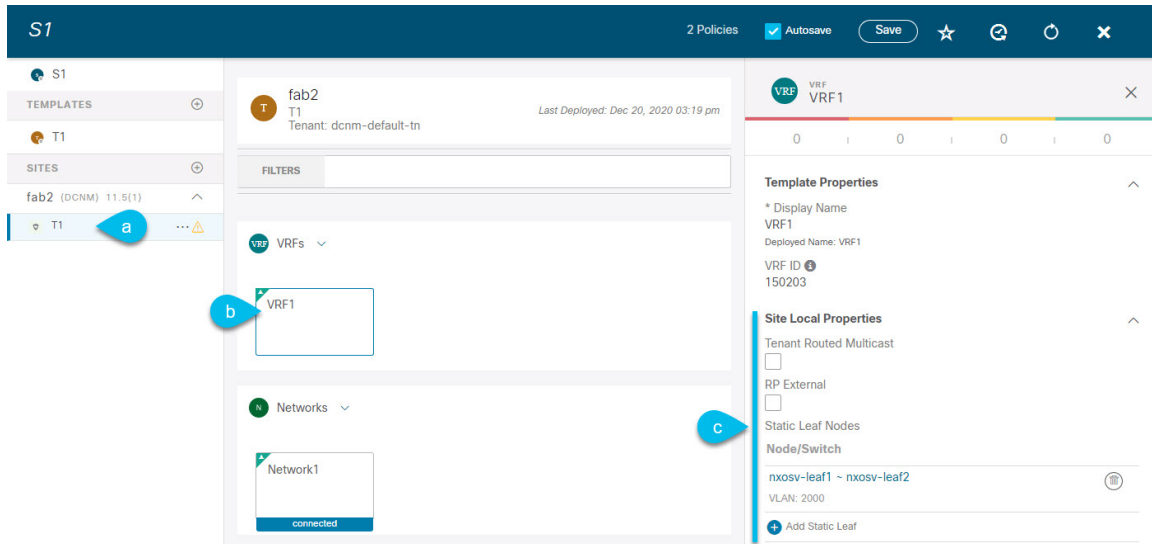 S1
2 Policies
Autosave
Save
S1
TEMPLATES
T1
SITES
fab2 (DCNM) 11.5(1)
T1
a
T
fab2
T1
Tenant: dcnm-default-tn
Last Deployed: Dec 20, 2020 03:19 pm
FILTERS
VRF VRFs
b
VRF1
N Networks
Network1
connected
VRF
VRF
VRF1
0 0 0 0
Template Properties
* Display Name
VRF1
Deployed Name: VRF1
VRF ID
150203
Site Local Properties
Tenant Routed Multicast
RP External
c
Static Leaf Nodes
Node/Switch
nxosv-leaf1 ~ nxosv-leaf2
VLAN: 2000
Add Static Leaf